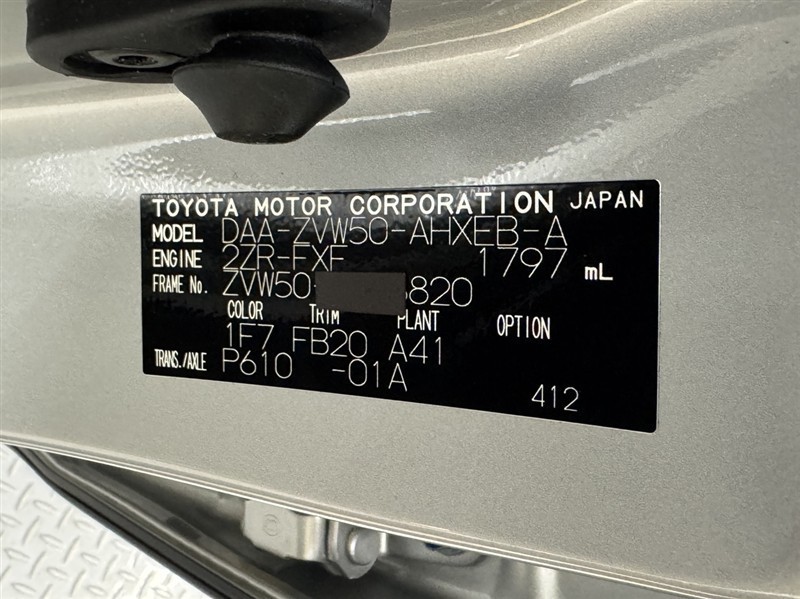 TOYOTA MOTOR CORPORATION JAPAN
MODEL DAA-ZVW50-AHXEB-A
ENGINE 2ZR-FXE 1797 mL
FRAME No. ZVW50- 820
COLOR TRIM PLANT OPTION
1F7 FB20 A41
TRANS./AXLE P610 -01A
412